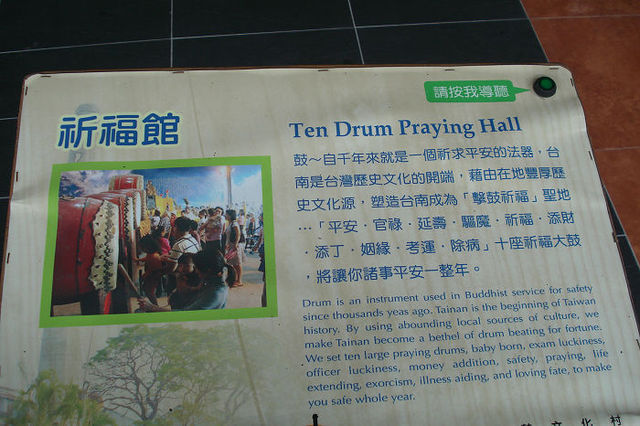 請按我導聽
祈福館
Ten Drum Praying Hall
鼓～自千年來就是一個祈求平安的法器，台
南是台灣歷史文化的開端，藉由在地豐厚歷
史文化源，塑造台南成為「擊鼓祈福」聖地
…「平安．官祿．延壽．驅魔．祈福．添財
．添丁．姻緣．考運．除病」十座祈福大鼓
，將讓你諸事平安一整年。
Drum is an instrument used in Buddhist service for safety
since thousands yeas ago. Tainan is the beginning of Taiwan
history. By using abounding local sources of culture, we
make Tainan become a bethel of drum beating for fortune.
We set ten large praying drums, baby born, exam luckiness,
officer luckiness, money addition, safety, praying, life
extending, exorcism, illness aiding, and loving fate, to make
you safe whole year.
文化村